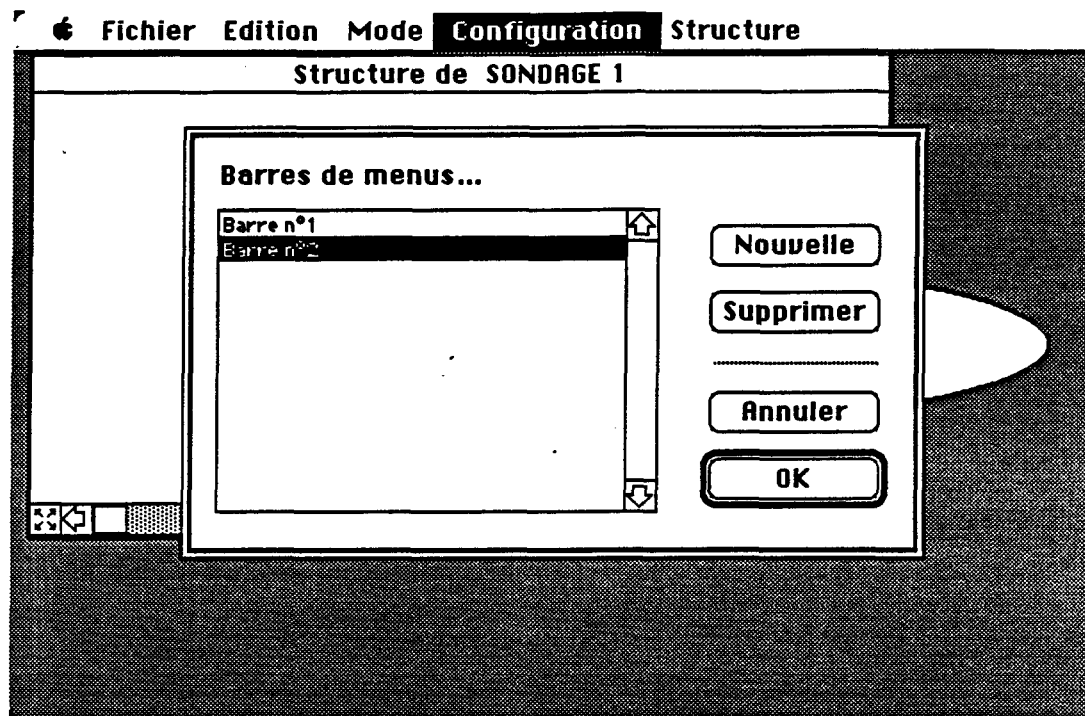 Fichier Edition Mode Configuration Structure
Structure de SONDAGE 1
Barres de menus...
Barre n°1
Barre n°2
Nouvelle
Supprimer
Annuler
OK